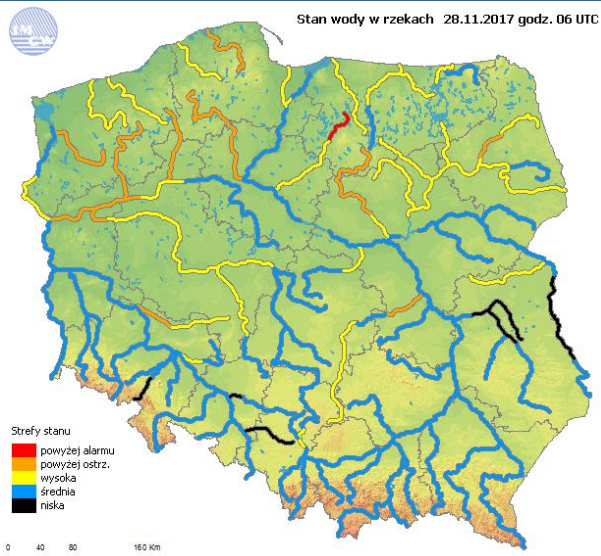 Stan wody w rzekach 28.11.2017 godz. 06 UTC
Strefy stanu
powyżej alarmu
powyżej ostrz.
wysoka
średnia
niska
0 40 80 160 Km